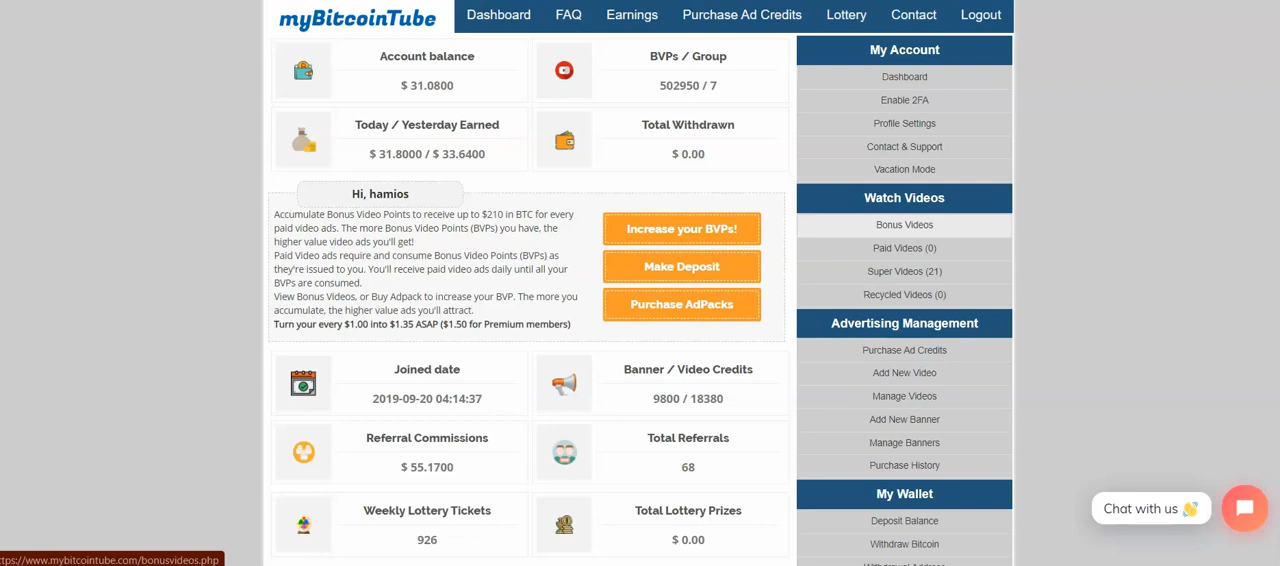 myBitcoinTube
Dashboard
FAQ
Earnings
Purchase Ad Credits
Lottery
Contact
Logout
Account balance
$ 31.0800
BVPs / Group
502950 / 7
Today / Yesterday Earned
$ 31.8000 / $ 33.6400
Total Withdrawn
$ 0.00
Hi, hamios
Accumulate Bonus Video Points to receive up to $210 in BTC for every
paid video ads. The more Bonus Video Points (BVPs) you have, the
higher value video ads you'll get!
Paid Video ads require and consume Bonus Video Points (BVPs) as
they're issued to you. You'll receive paid video ads daily until all your
BVPs are consumed.
View Bonus Videos, or Buy Adpack to increase your BVP. The more you
accumulate, the higher value ads you'll attract.
Turn your every $1.00 into $1.35 ASAP ($1.50 for Premium members)
Increase your BVPs!
Make Deposit
Purchase AdPacks
Joined date
2019-09-20 04:14:37
Banner / Video Credits
9800 / 18380
Referral Commissions
$ 55.1700
Total Referrals
68
Weekly Lottery Tickets
926
Total Lottery Prizes
$ 0.00
My Account
Dashboard
Enable 2FA
Profile Settings
Contact & Support
Vacation Mode
Watch Videos
Bonus Videos
Paid Videos (0)
Super Videos (21)
Recycled Videos (0)
Advertising Management
Purchase Ad Credits
Add New Video
Manage Videos
Add New Banner
Manage Banners
Purchase History
My Wallet
Deposit Balance
Withdraw Bitcoin
Withdrawal Address
Chat with us 👋
ttps://www.mybitcointube.com/bonusvideos.php